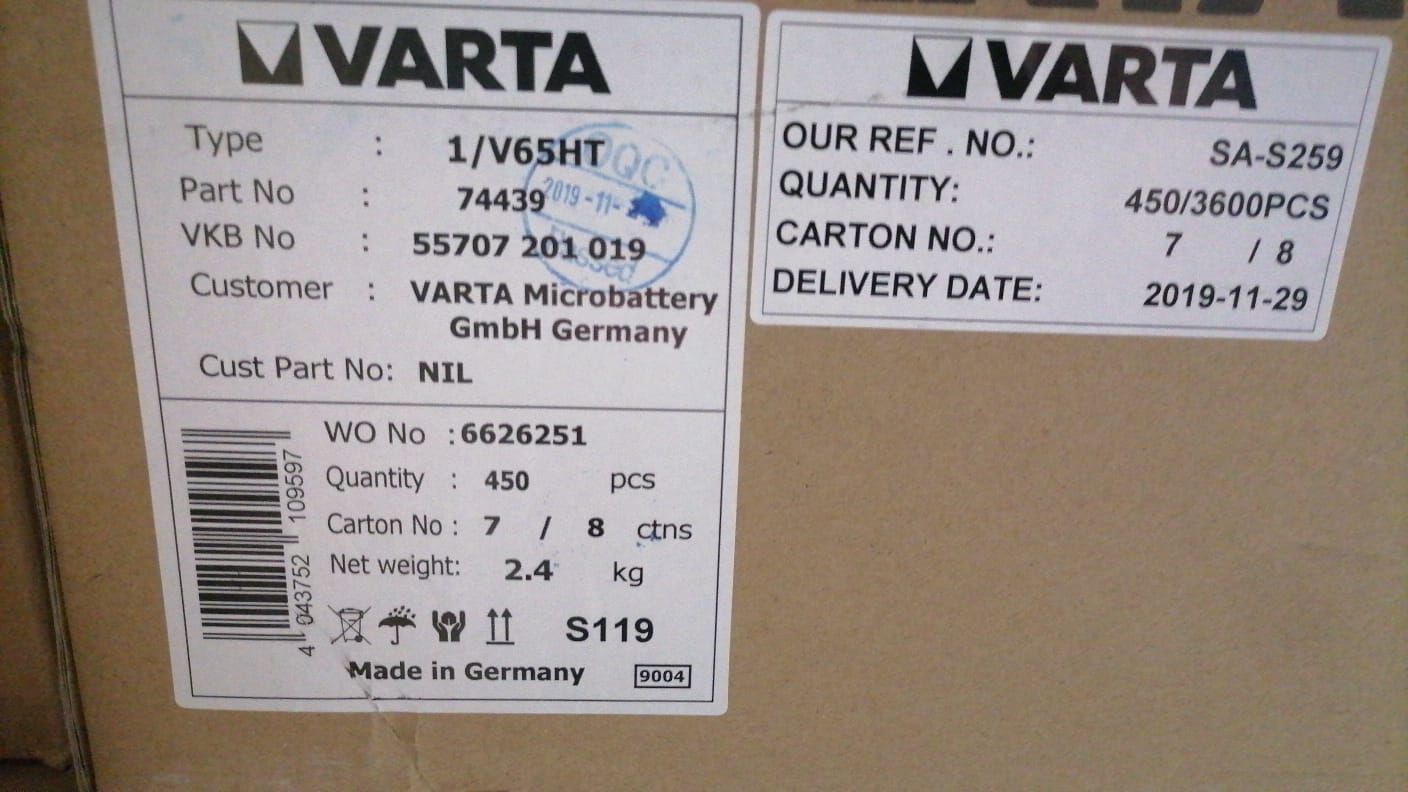 VARTA
Type : 1/V65HT
Part No : 74439
VKB No : 55707 201 019
Customer : VARTA Microbattery
GmbH Germany
Cust Part No: NIL
OQC
2019-11-
Passed
WO No :6626251
Quantity : 450 pcs
Carton No : 7 / 8 ctns
Net weight: 2.4 kg
4 043752 109597
S119
Made in Germany 9004
VARTA
OUR REF . NO.: SA-S259
QUANTITY: 450/3600PCS
CARTON NO.: 7 / 8
DELIVERY DATE: 2019-11-29